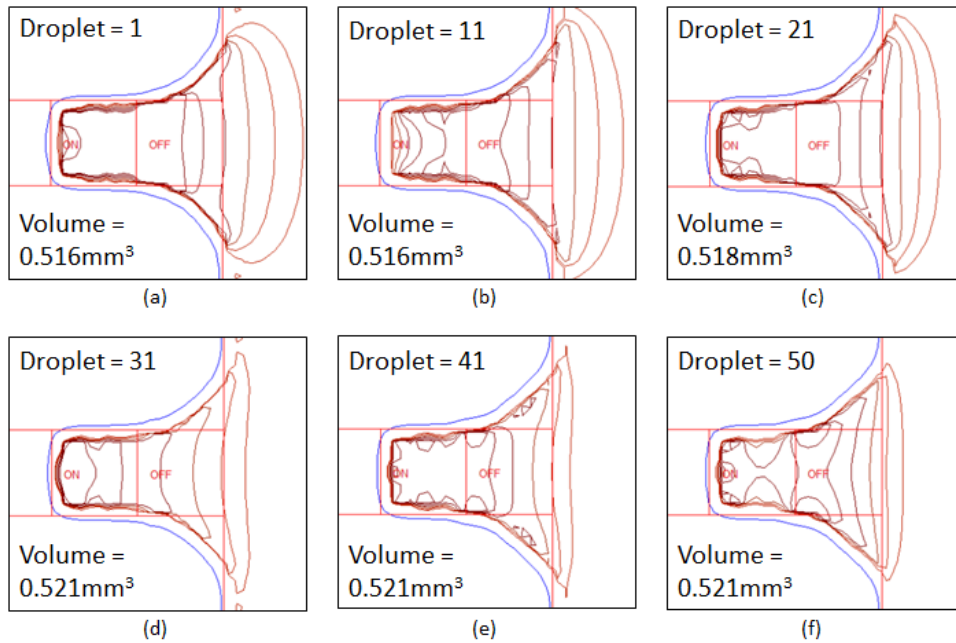 Droplet = 1
ON
OFF
Volume =
0.516mm³
(a)
Droplet = 11
ON
OFF
Volume =
0.516mm³
(b)
Droplet = 21
ON
OFF
Volume =
0.518mm³
(c)
Droplet = 31
ON
OFF
Volume =
0.521mm³
(d)
Droplet = 41
ON
OFF
Volume =
0.521mm³
(e)
Droplet = 50
ON
OFF
Volume =
0.521mm³
(f)